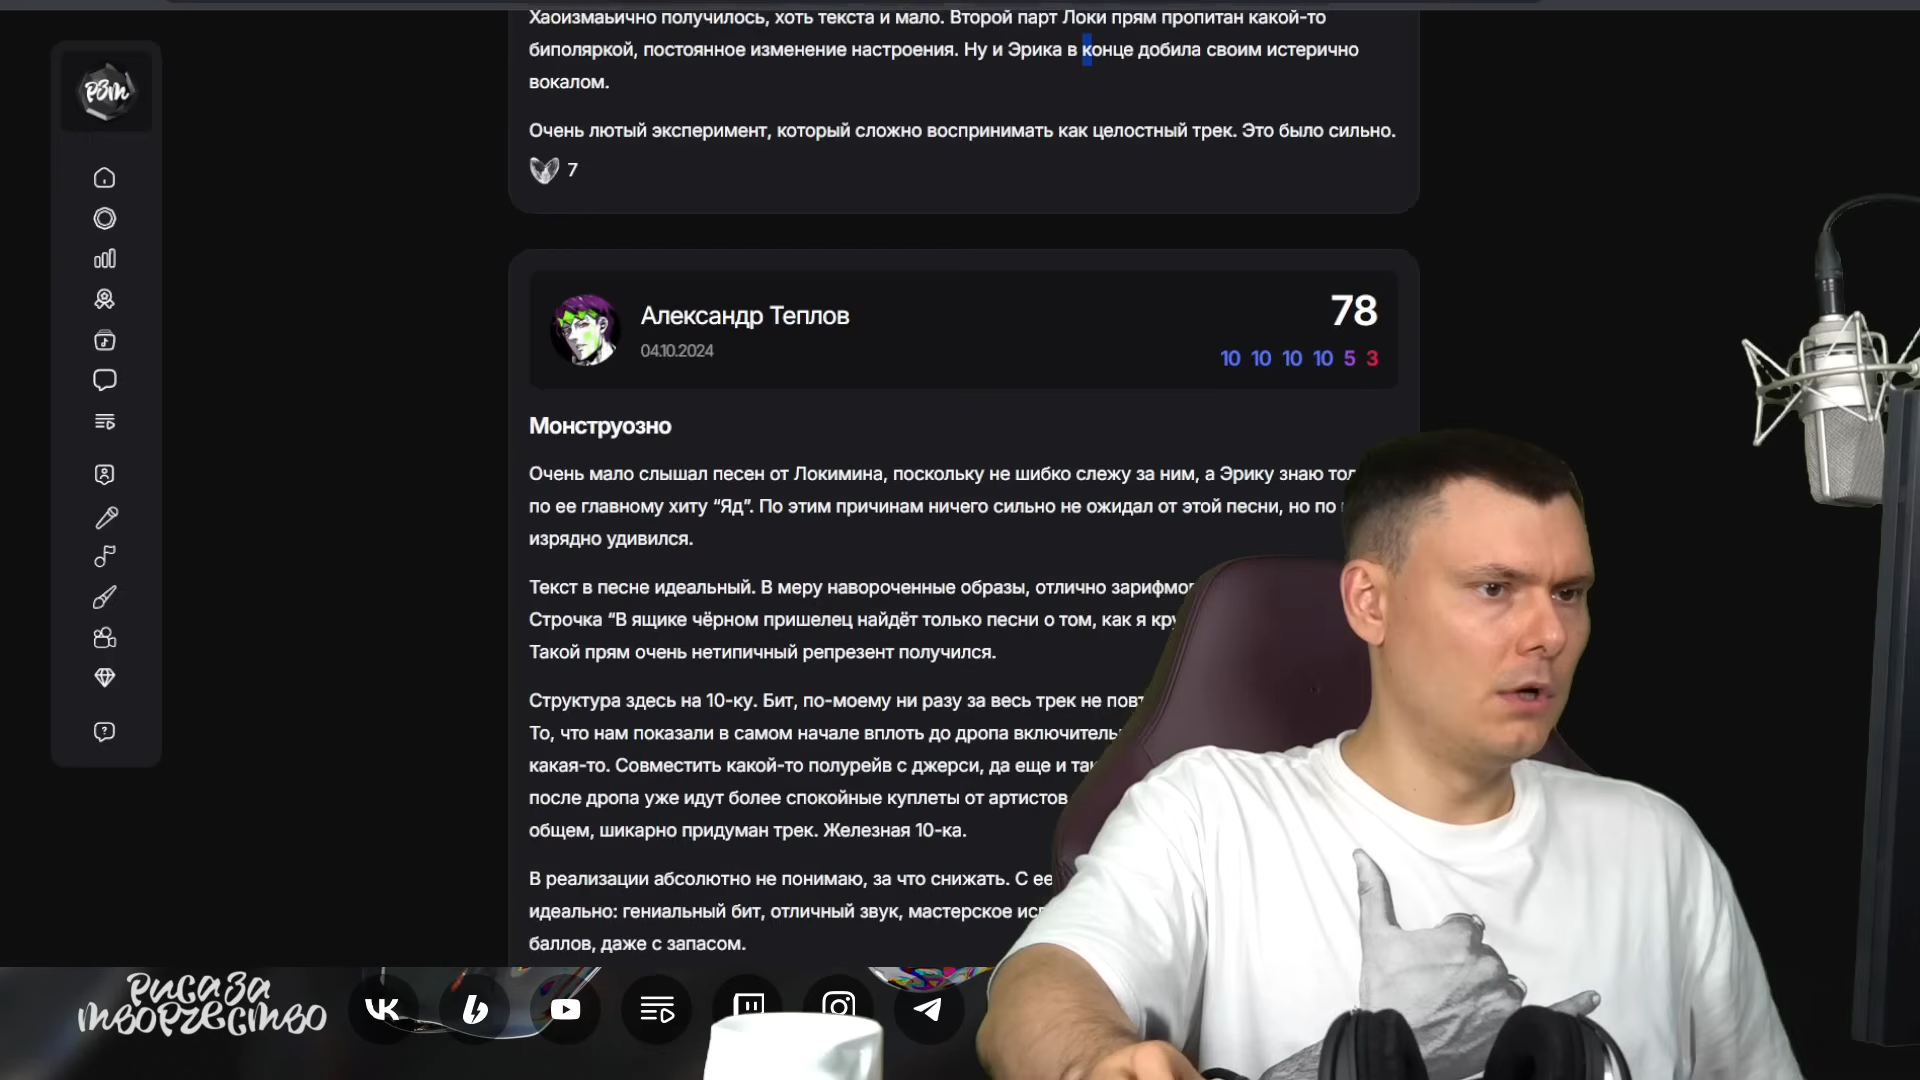 Хаоизмаьично получилось, хоть текста и мало. Второй парт Локи прям пропитан какой-то
биполяркой, постоянное изменение настроения. Ну и Эрика в конце добила своим истерично
вокалом.
Очень лютый эксперимент, который сложно воспринимать как целостный трек. Это было сильно.
7
РЗТ
Александр Теплов
78
04.10.2024
10 10 10 10 5 3
Монструозно
Очень мало слышал песен от Локимина, поскольку не шибко слежу за ним, а Эрику знаю
по ее главному хиту “Яд”. По этим причинам ничего сильно не ожидал от этой песни, но по
изрядно удивился.
Текст в песне идеальный. В меру навороченные образы, отлично
Строчка “В ящике чёрном пришелец найдёт только песни о том, как я
Такой прям очень нетипичный репрезент получился.
Структура здесь на 10-ку. Бит, по-моему ни разу за весь трек не
То, что нам показали в самом начале вплоть до дропа
какая-то. Совместить какой-то полурейв с джерси, да еще и
после дропа уже идут более спокойные куплеты от артистов
общем, шикарно придуман трек. Железная 10-ка.
В реализации абсолютно не понимаю, за что снижать. С ее
идеально: гениальный бит, отличный звук, мастерское
баллов, даже с запасом.
РИСАЗА
ТВОРЧЕСТВО